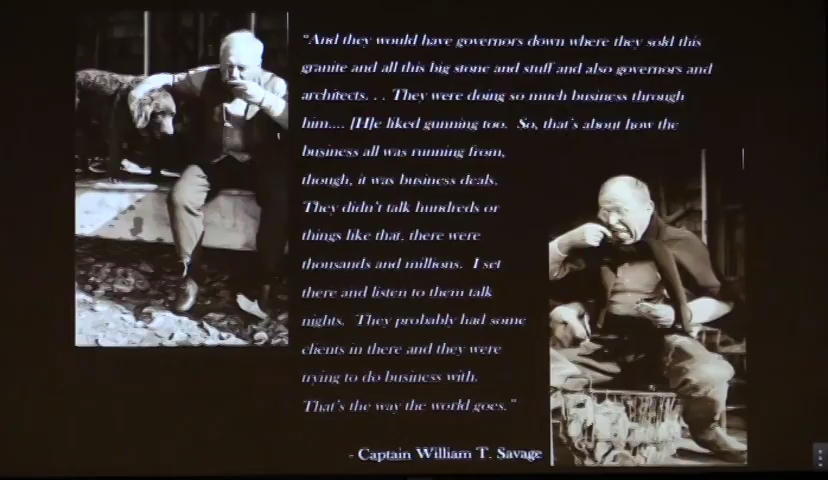 "And they would have governors down where they sold this
granite and all this big stone and stuff and also governors and
architects. . . They were doing so much business through
him.... [H]e liked gunning too. So, that's about how the
business all was running from,
though, it was business deals.
They didn't talk hundreds or
things like that, there were
thousands and millions. I set
there and listen to them talk
nights. They probably had some
clients in there and they were
trying to do business with.
That's the way the world goes."
- Captain William T. Savage